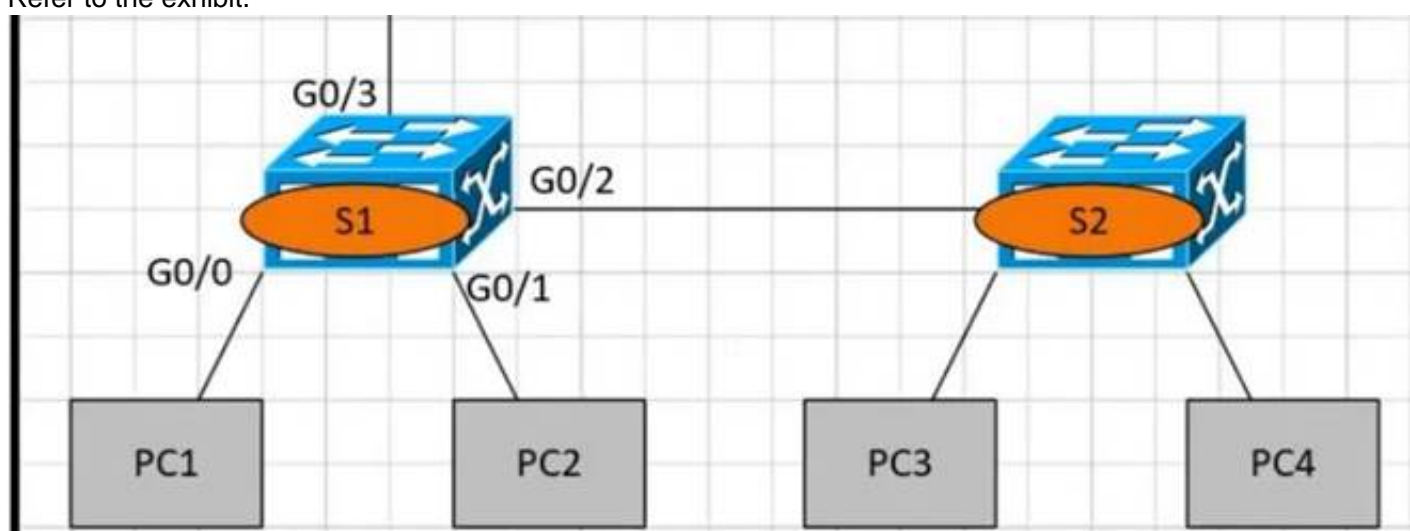 Refer to the exhibit.
G0/3
G0/2
S1
S2
G0/0
G0/1
PC1
PC2
PC3
PC4